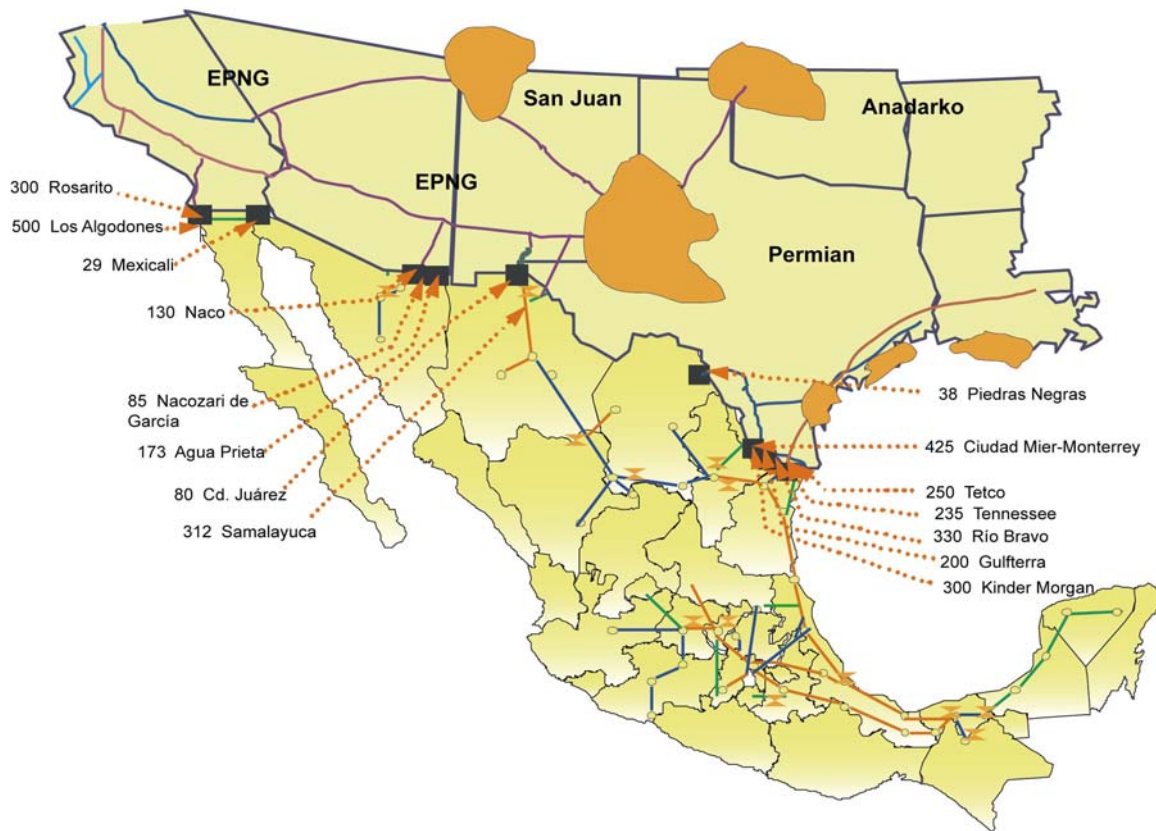 EPNG
San Juan
Anadarko
EPNG
Permian
300 Rosarito
500 Los Algodones
29 Mexicali
130 Naco
85 Nacozari de
García
173 Agua Prieta
80 Cd. Juárez
312 Samalayuca
38 Piedras Negras
425 Ciudad Mier-Monterrey
250 Tetco
235 Tennessee
330 Río Bravo
200 Gulfterra
300 Kinder Morgan